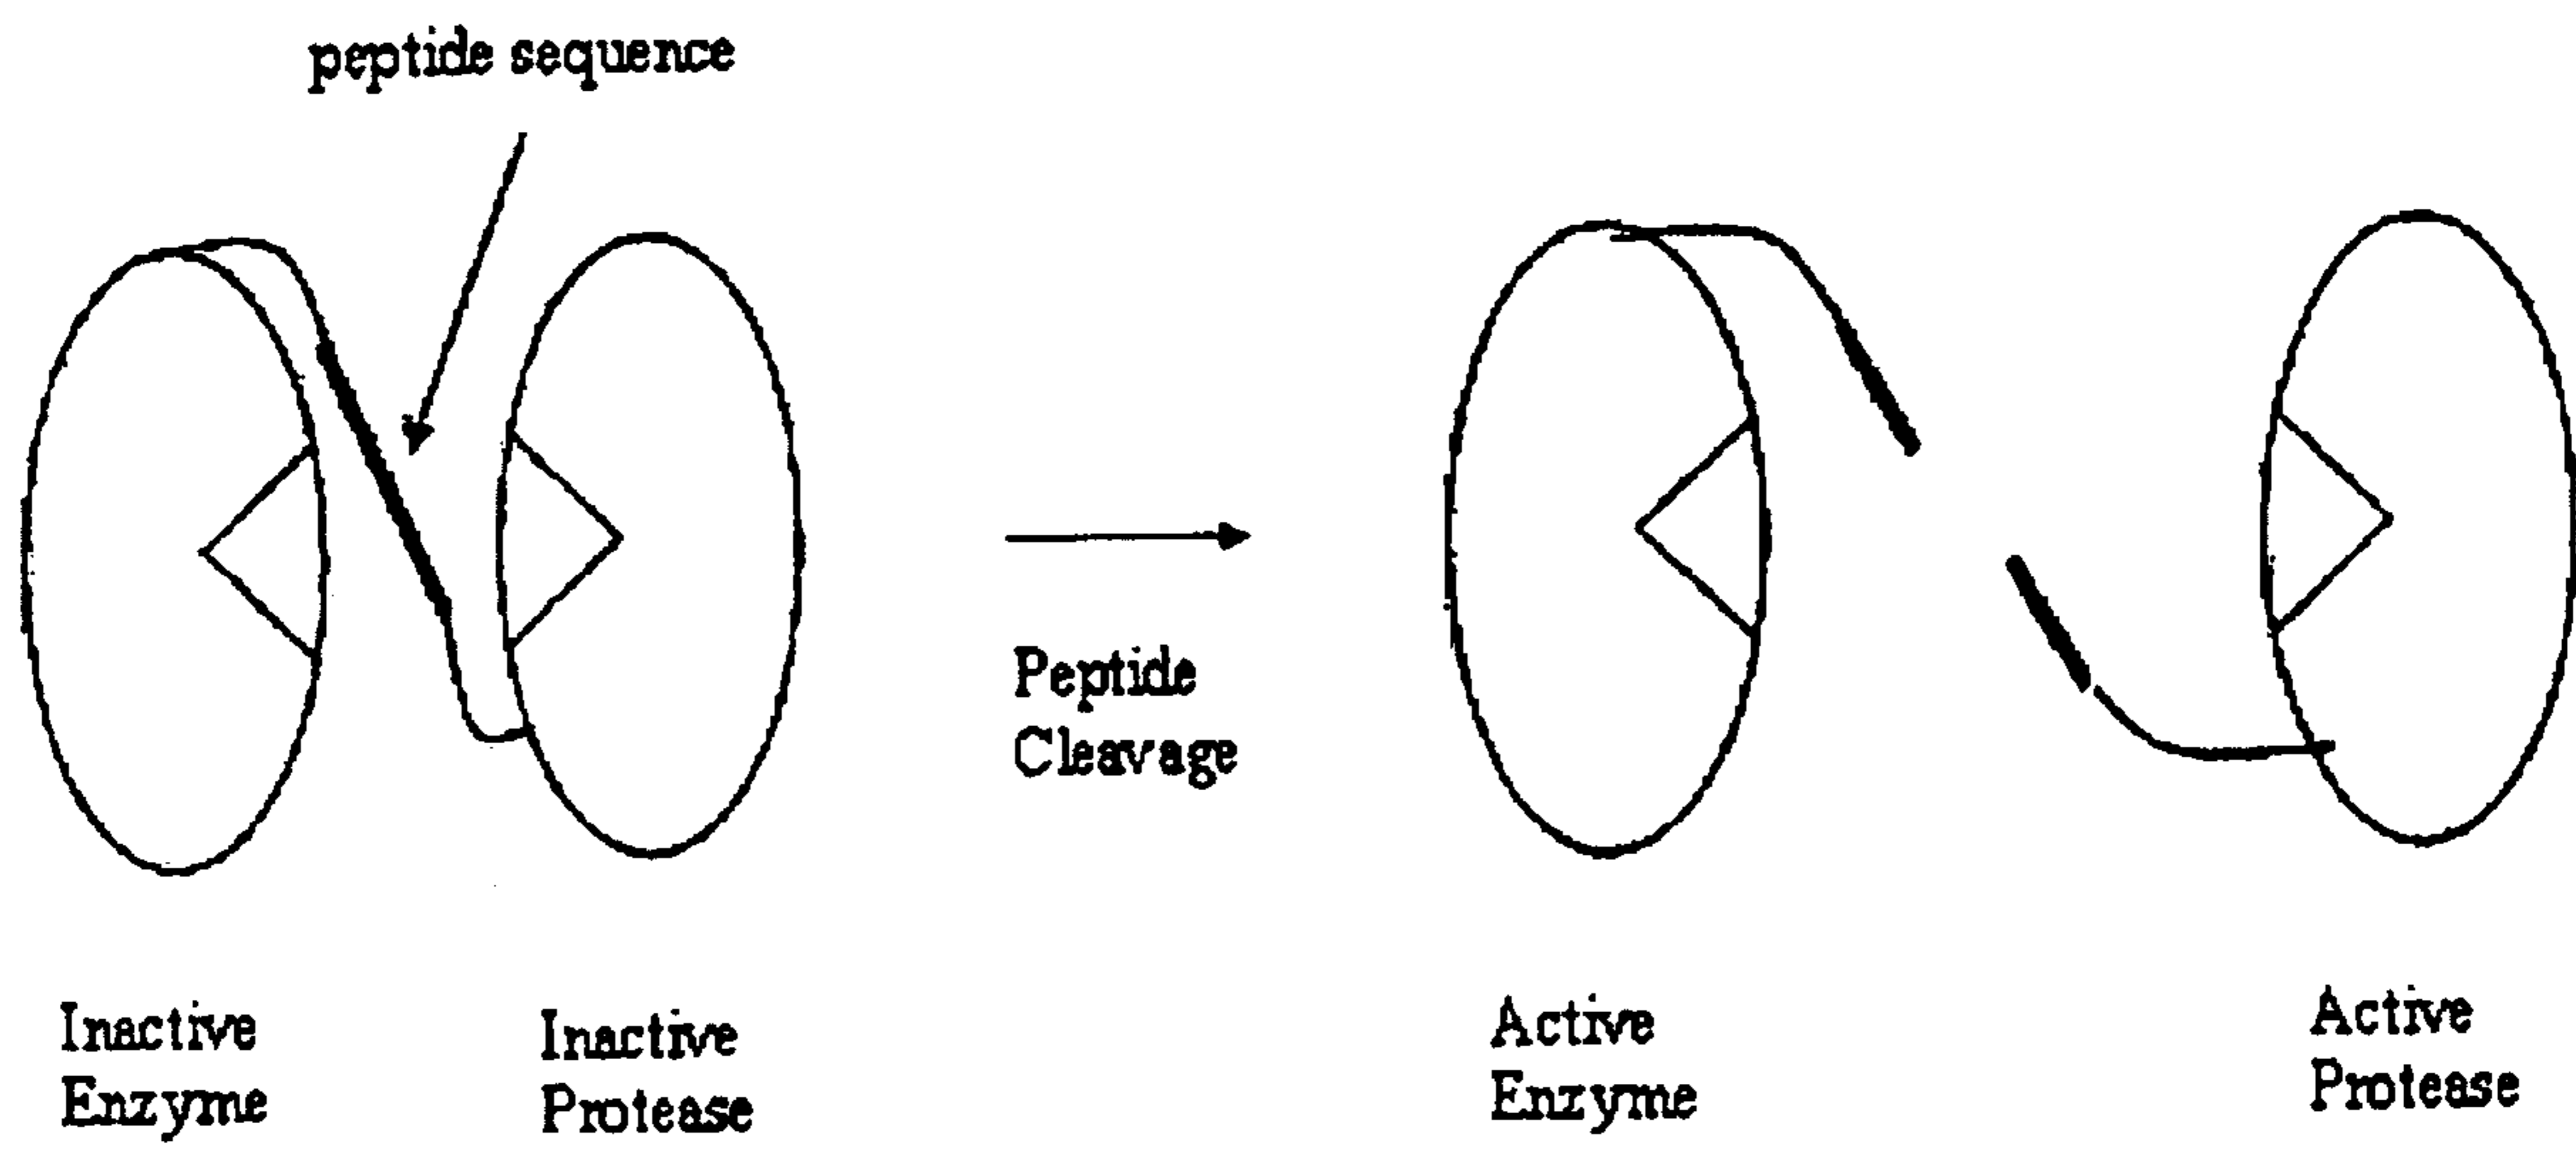 peptide sequence
Peptide
Cleavage
Inactive
Enzyme
Inactive
Protease
Active
Enzyme
Active
Protease